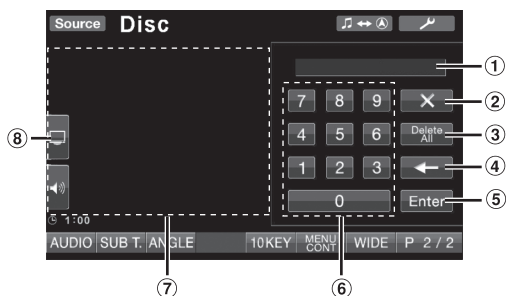 Source Disc
①
7 8 9 ②
4 5 6 Delete All ③
⑧
1 2 3 ④
0 Enter ⑤
1:00
AUDIO SUB T. ANGLE 10KEY MENU CONT WIDE P 2/2
⑦ ⑥